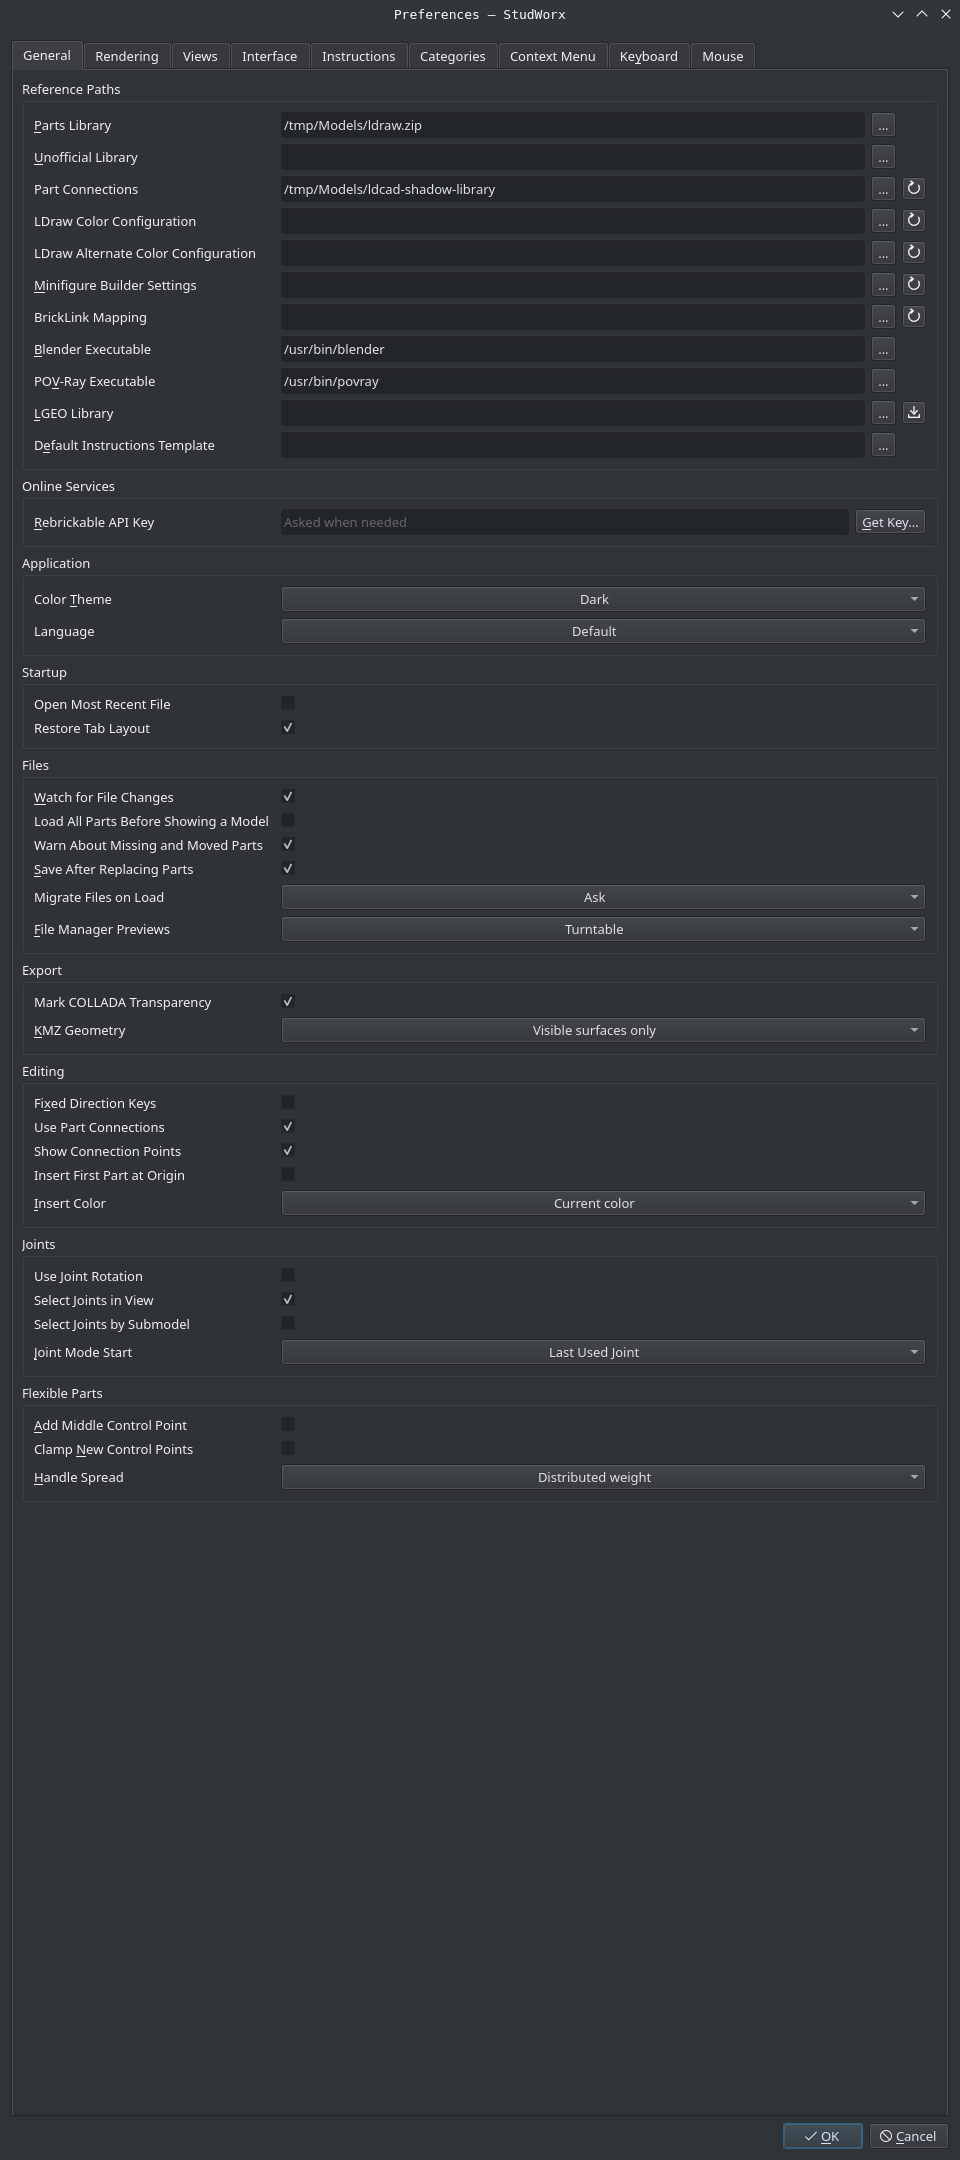 Preferences — StudWorx
General Rendering Views Interface Instructions Categories Context Menu Keyboard Mouse
Reference Paths
Parts Library /tmp/Models/ldraw.zip ...
Unofficial Library ...
Part Connections /tmp/Models/ldcad-shadow-library ...
LDraw Color Configuration ...
LDraw Alternate Color Configuration ...
Minifigure Builder Settings ...
BrickLink Mapping ...
Blender Executable /usr/bin/blender ...
POV-Ray Executable /usr/bin/povray ...
LGEO Library ...
Default Instructions Template ...
Online Services
Rebrickable API Key Asked when needed Get Key...
Application
Color Theme Dark
Language Default
Startup
Open Most Recent File
Restore Tab Layout
Files
Watch for File Changes
Load All Parts Before Showing a Model
Warn About Missing and Moved Parts
Save After Replacing Parts
Migrate Files on Load Ask
File Manager Previews Turntable
Export
Mark COLLADA Transparency
KMZ Geometry Visible surfaces only
Editing
Fixed Direction Keys
Use Part Connections
Show Connection Points
Insert First Part at Origin
Insert Color Current color
Joints
Use Joint Rotation
Select Joints in View
Select Joints by Submodel
Joint Mode Start Last Used Joint
Flexible Parts
Add Middle Control Point
Clamp New Control Points
Handle Spread Distributed weight
OK Cancel